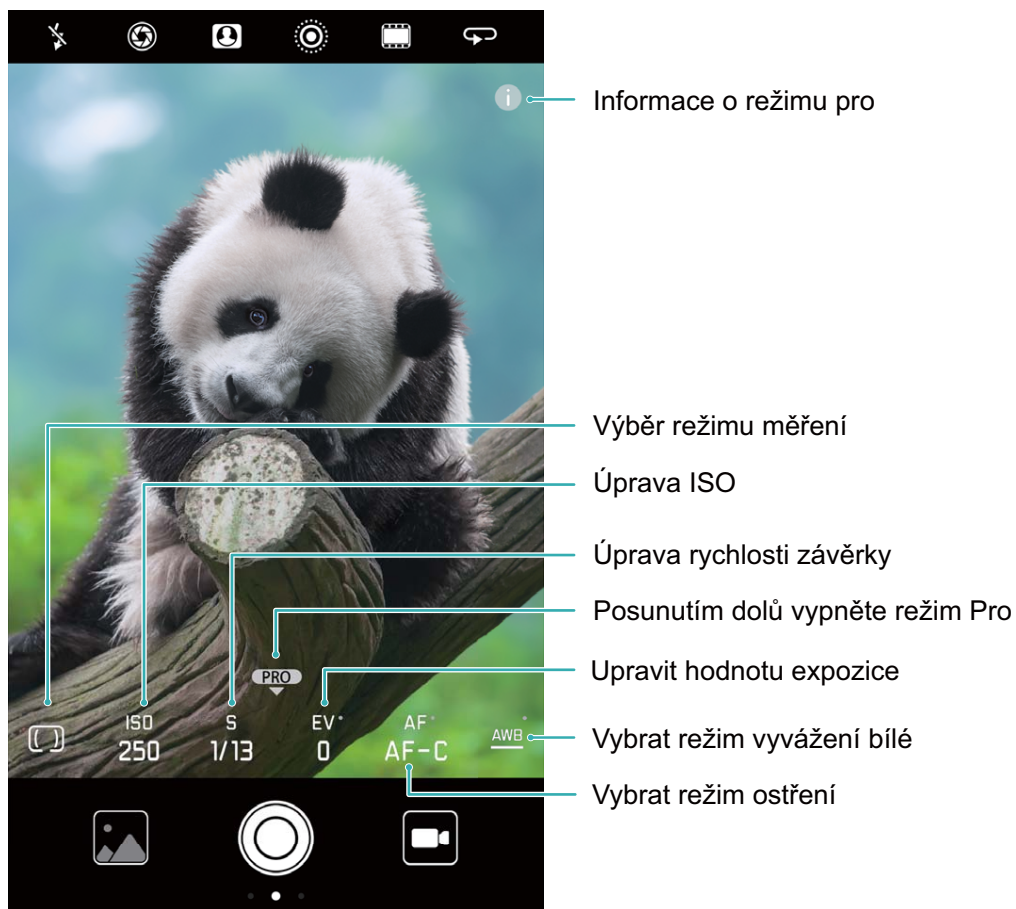 i
Informace o režimu pro
Výběr režimu měření
Úprava ISO
Úprava rychlosti závěrky
Posunutím dolů vypněte režim Pro
PRO
Upravit hodnotu expozice
ISO S EV AF
250 1/13 0 AF-C AWB
Vybrat režim vyvážení bílé
Vybrat režim ostření